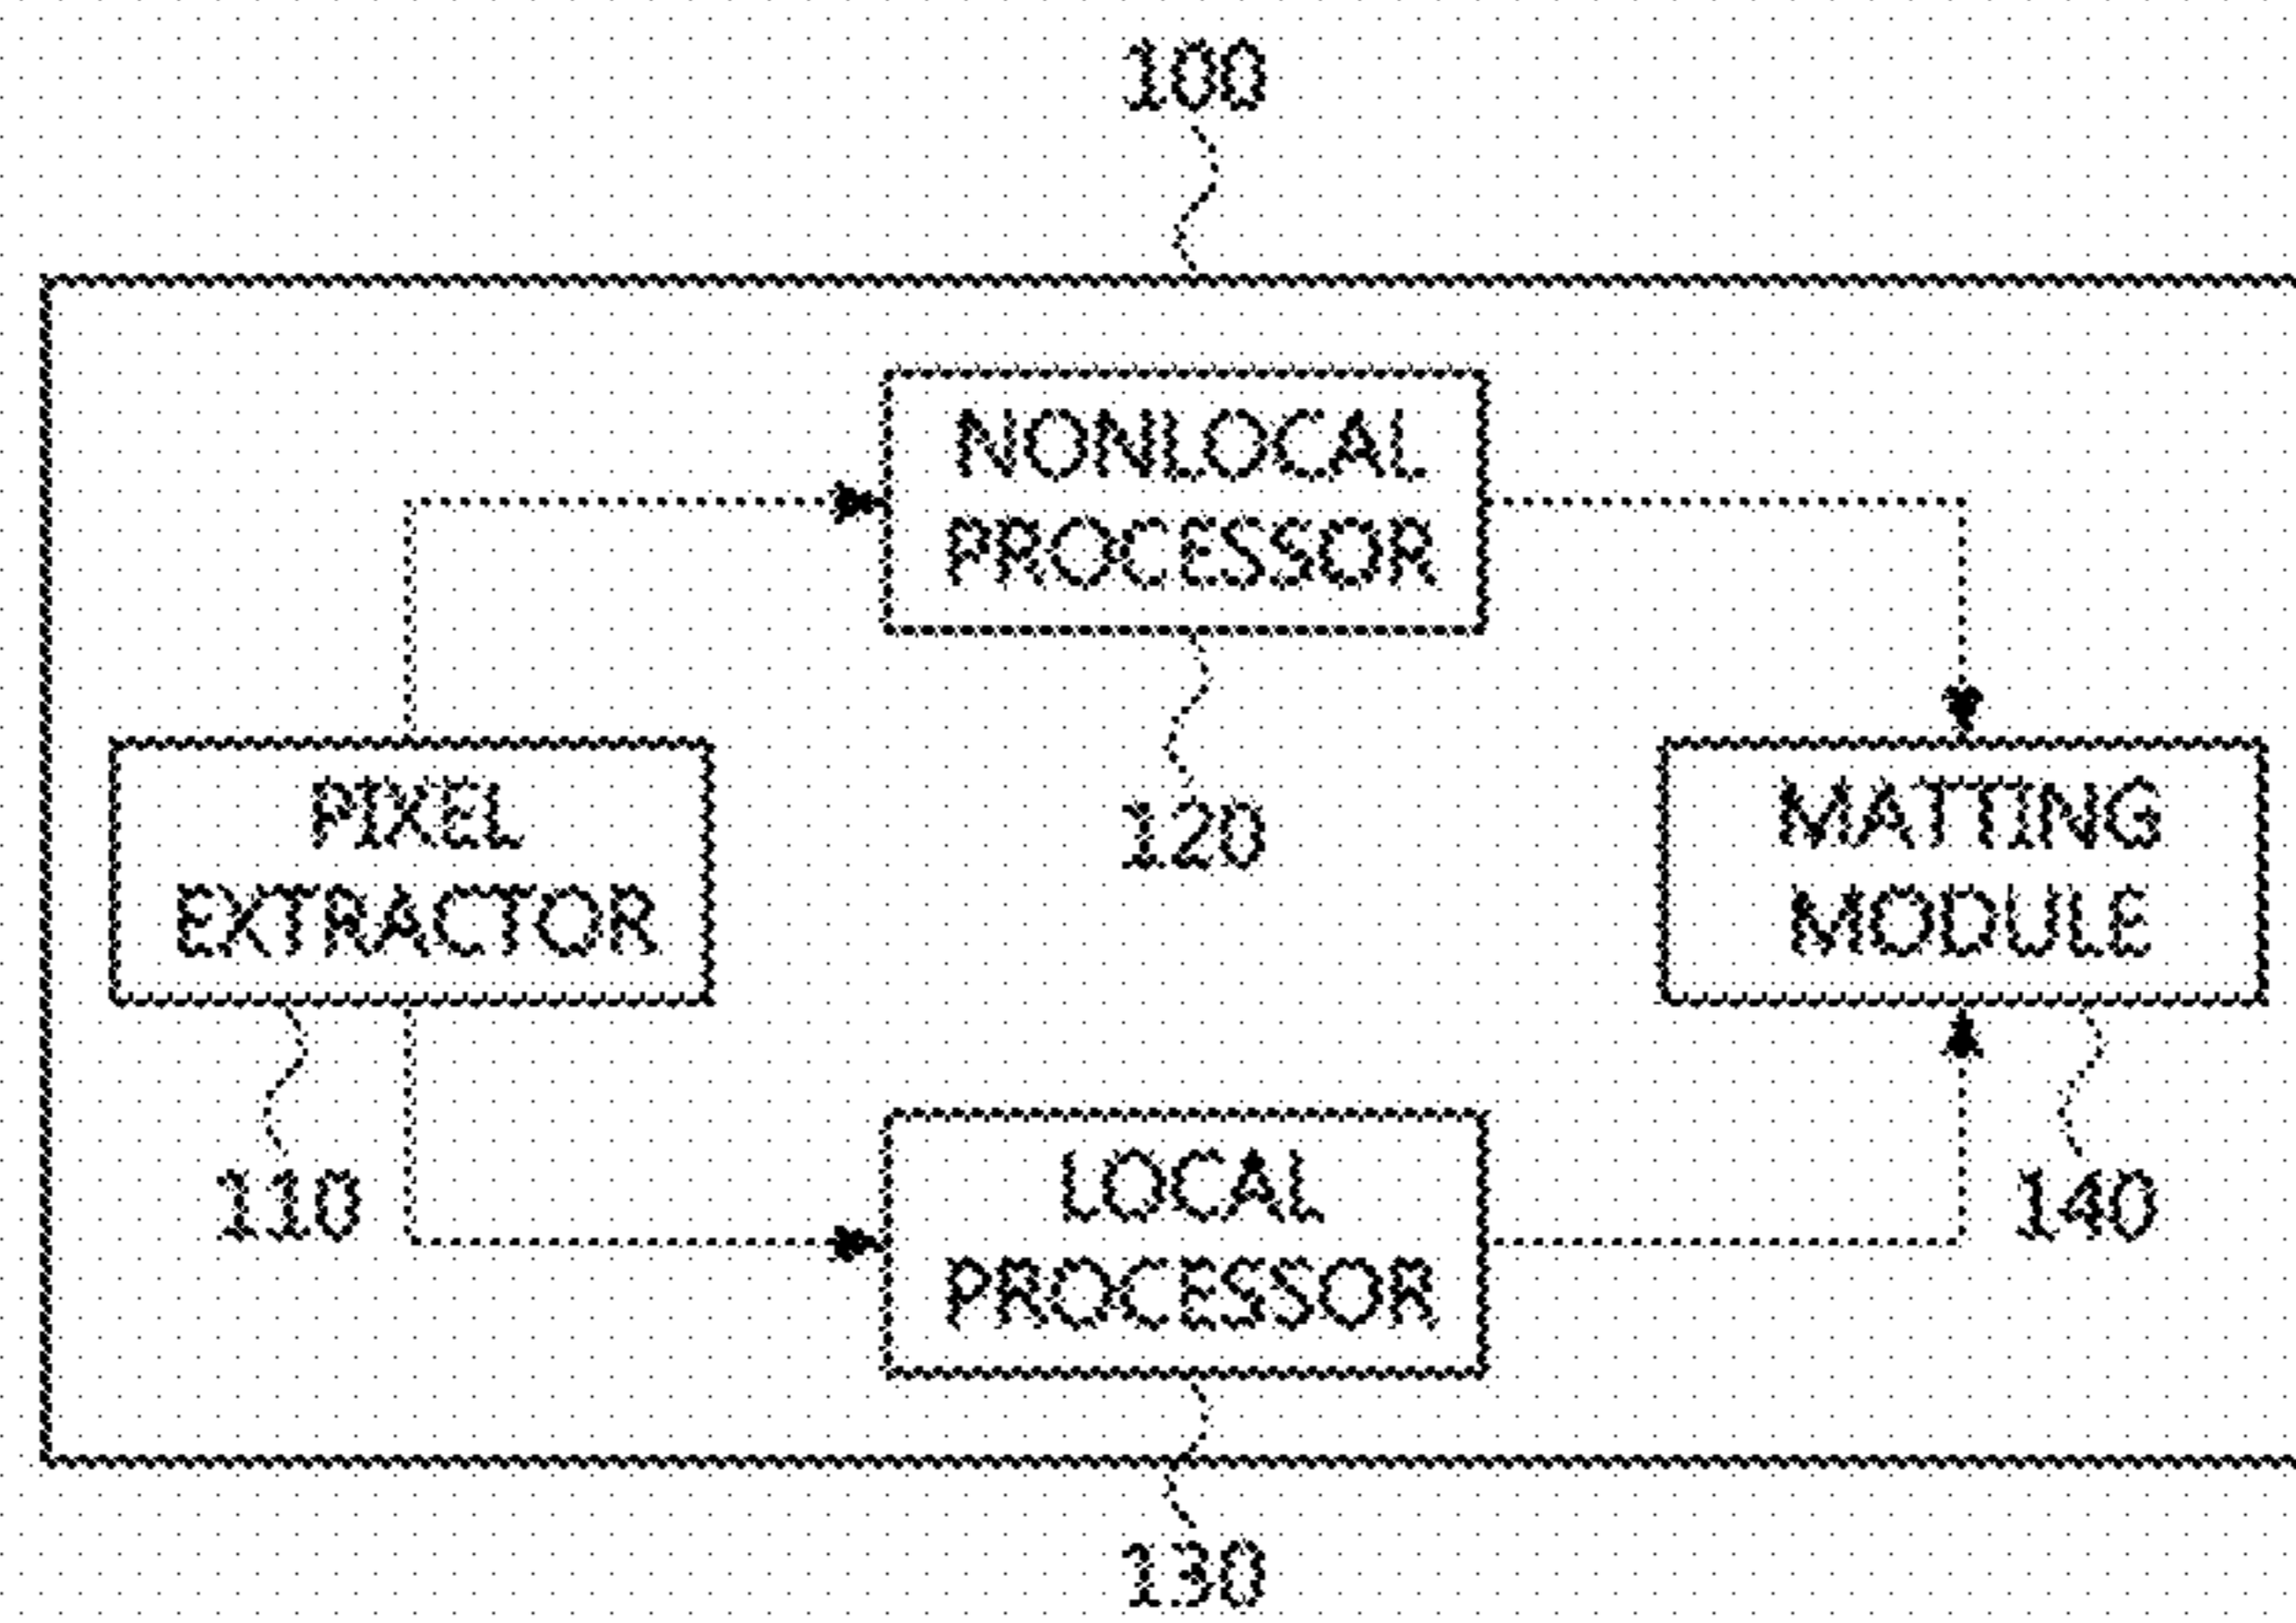 100
NONLOCAL
PROCESSOR
120
PIXEL
EXTRACTOR
110
MATTING
MODULE
140
LOCAL
PROCESSOR
130